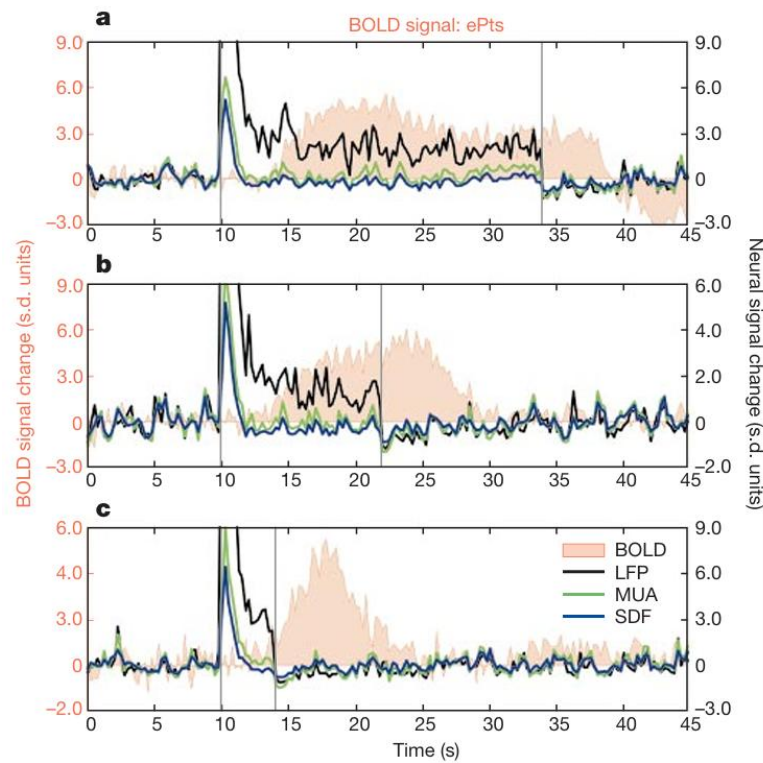 a
BOLD signal: ePts
9.0 9.0
6.0 6.0
3.0 3.0
0 0
−3.0 −3.0
0 5 10 15 20 25 30 35 40 45
b
9.0 6.0
6.0 4.0
3.0 2.0
0 0
−3.0 −2.0
0 5 10 15 20 25 30 35 40 45
BOLD signal change (s.d. units)
Neural signal change (s.d. units)
c
6.0 9.0
4.0 6.0
3.0 3.0
0 0
−2.0 −3.0
BOLD
LFP
MUA
SDF
0 5 10 15 20 25 30 35 40 45
Time (s)